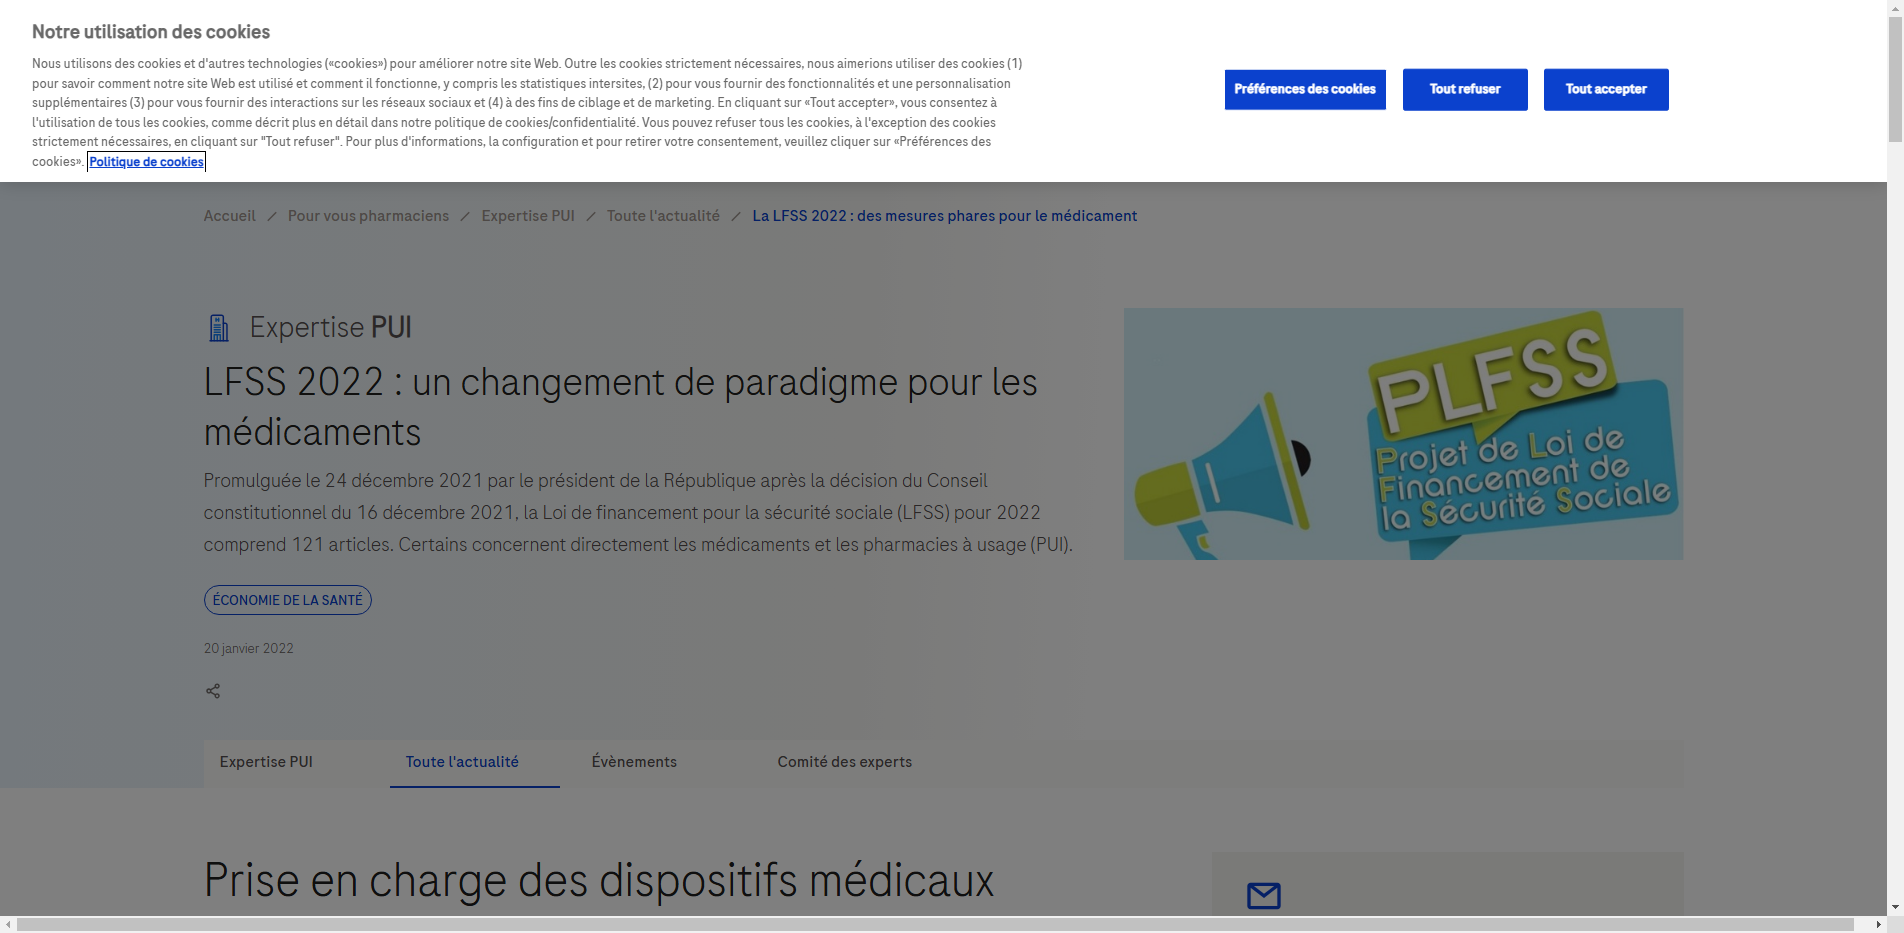 Notre utilisation des cookies
Nous utilisons des cookies et d'autres technologies («cookies») pour améliorer notre site Web. Outre les cookies strictement nécessaires, nous aimerions utiliser des cookies (1)
pour savoir comment notre site Web est utilisé et comment il fonctionne, y compris les statistiques intersites, (2) pour vous fournir des fonctionnalités et une personnalisation
supplémentaires (3) pour vous fournir des interactions sur les réseaux sociaux et (4) à des fins de ciblage et de marketing. En cliquant sur «Tout accepter», vous consentez à
l'utilisation de tous les cookies, comme décrit plus en détail dans notre politique de cookies/confidentialité. Vous pouvez refuser tous les cookies, à l'exception des cookies
strictement nécessaires, en cliquant sur "Tout refuser". Pour plus d'informations, la configuration et pour retirer votre consentement, veuillez cliquer sur «Préférences des
cookies». Politique de cookies
Préférences des cookies
Tout refuser
Tout accepter
Accueil / Pour vous pharmaciens / Expertise PUI / Toute l'actualité / La LFSS 2022 : des mesures phares pour le médicament
Expertise PUI
LFSS 2022 : un changement de paradigme pour les
médicaments
Promulguée le 24 décembre 2021 par le président de la République après la décision du Conseil
constitutionnel du 16 décembre 2021, la Loi de financement pour la sécurité sociale (LFSS) pour 2022
comprend 121 articles. Certains concernent directement les médicaments et les pharmacies à usage (PUI).
ÉCONOMIE DE LA SANTÉ
20 janvier 2022
PLFSS
Projet de Loi de
Financement de
la Sécurité Sociale
Expertise PUI
Toute l'actualité
Évènements
Comité des experts
Prise en charge des dispositifs médicaux